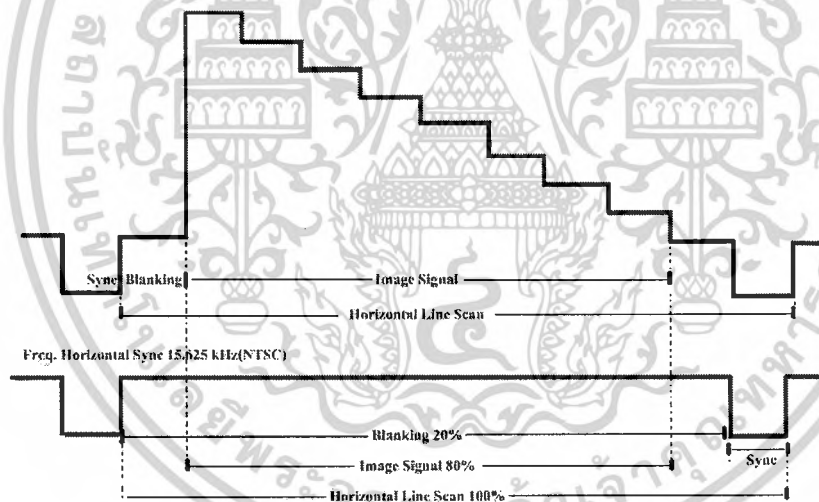 Sync Blanking Image Signal
Horizontal Line Scan
Freq. Horizontal Sync 15.625 kHz(NTSC)
Blanking 20%
Sync
Image Signal 80%
Horizontal Line Scan 100%